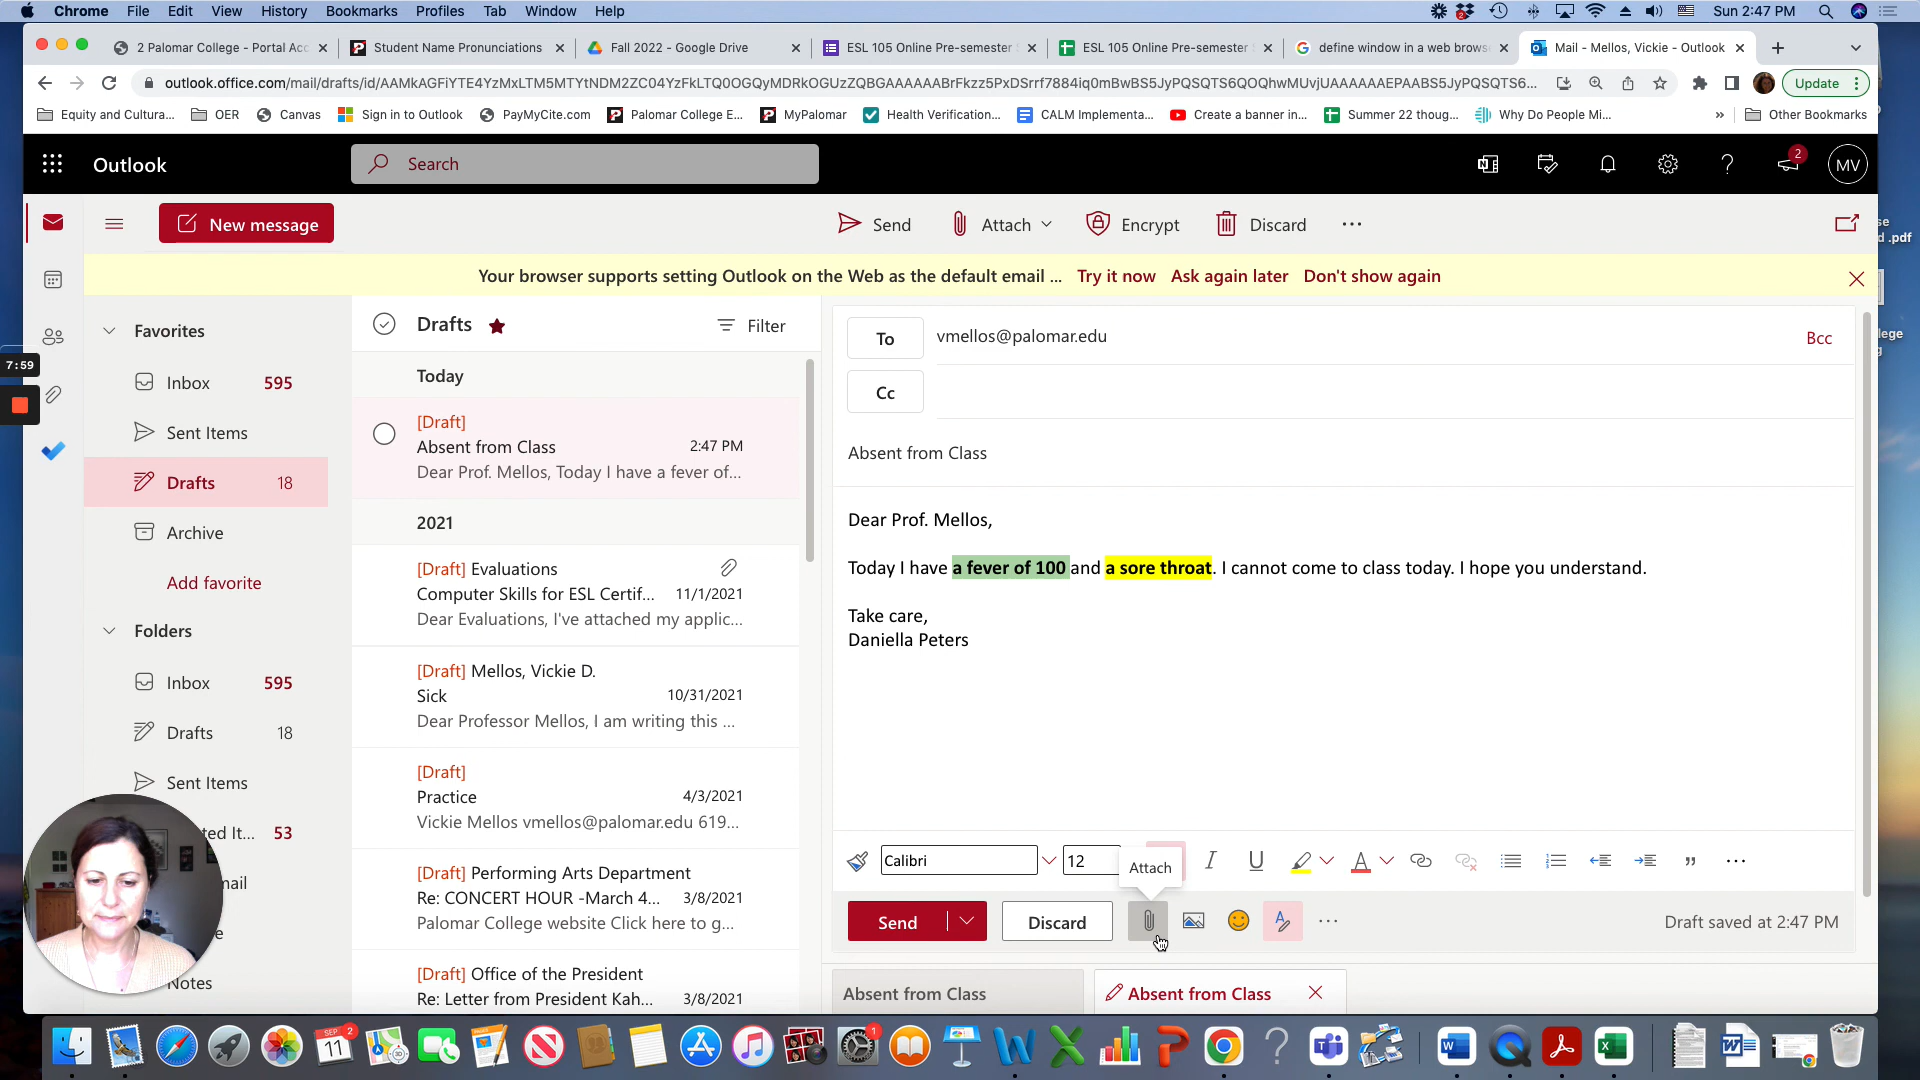 Chrome File Edit View History Bookmarks Profiles Tab Window Help
Sun 2:47 PM
2 Palomar College - Portal Acc
Student Name Pronunciations
Fall 2022 - Google Drive
ESL 105 Online Pre-semester
ESL 105 Online Pre-semester
define window in a web brows
Mail - Mellos, Vickie - Outlook
Update
Equity and Cultura...
OER
Canvas
Sign in to Outlook
PayMyCite.com
Palomar College E...
MyPalomar
Health Verification...
CALM Implementa...
Create a banner in...
Summer 22 thoug...
Why Do People Mi...
»
Other Bookmarks
Outlook
Search
2
MV
New message
Send
Attach
Encrypt
Discard
Your browser supports setting Outlook on the Web as the default email ... Try it now Ask again later Don't show again
Favorites
Inbox 595
Sent Items
Drafts 18
Archive
Add favorite
Folders
Inbox 595
Drafts 18
Sent Items
ted It... 53
mail
e
Notes
7:59
Drafts
Filter
Today
[Draft]
Absent from Class 2:47 PM
Dear Prof. Mellos, Today I have a fever of...
2021
[Draft] Evaluations
Computer Skills for ESL Certif... 11/1/2021
Dear Evaluations, I've attached my applic...
[Draft] Mellos, Vickie D.
Sick 10/31/2021
Dear Professor Mellos, I am writing this ...
[Draft]
Practice 4/3/2021
Vickie Mellos vmellos@palomar.edu 619...
[Draft] Performing Arts Department
Re: CONCERT HOUR -March 4... 3/8/2021
Palomar College website Click here to g...
[Draft] Office of the President
Re: Letter from President Kah... 3/8/2021
To vmellos@palomar.edu Bcc
Cc
Absent from Class
Dear Prof. Mellos,
Today I have a fever of 100 and a sore throat. I cannot come to class today. I hope you understand.
Take care,
Daniella Peters
Calibri
12
Attach
Send
Discard
Draft saved at 2:47 PM
Absent from Class
Absent from Class
se
d .pdf
lege
g
SEP
11
2
1